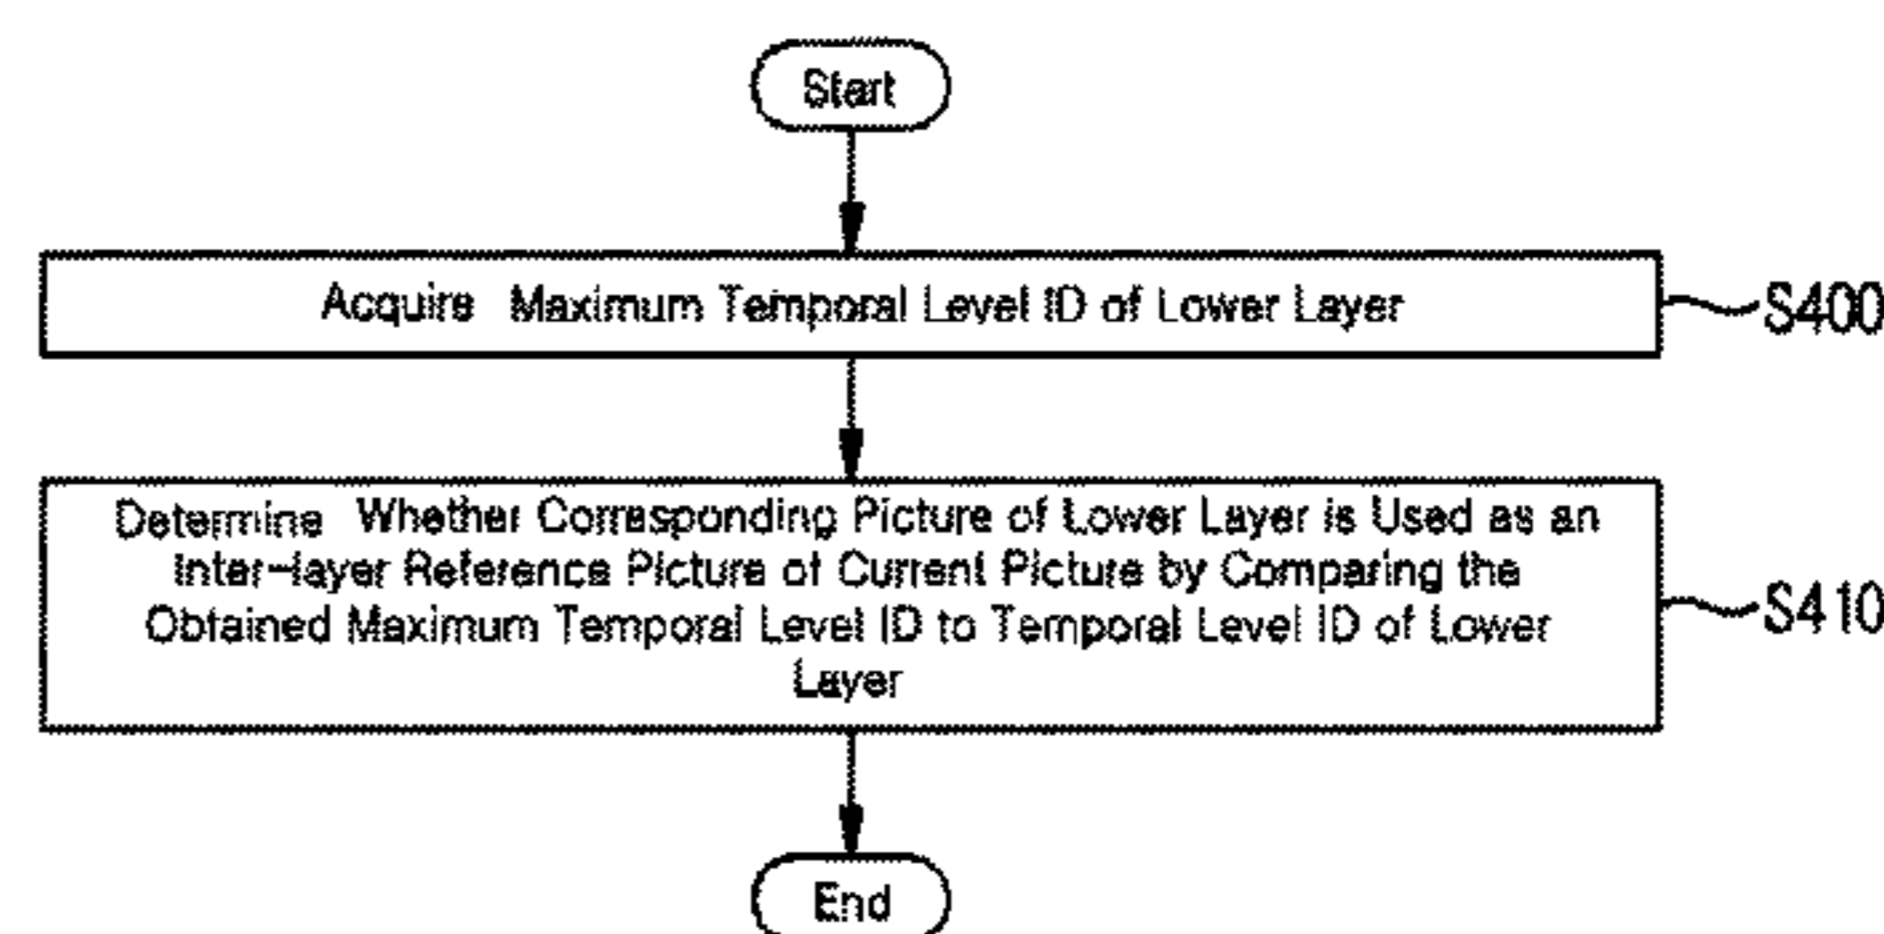 Start
Acquire Maximum Temporal Level ID of Lower Layer
S400
Determine Whether Corresponding Picture of Lower Layer is Used as an
Inter-layer Reference Picture of Current Picture by Comparing the
Obtained Maximum Temporal Level ID to Temporal Level ID of Lower
Layer
S410
End